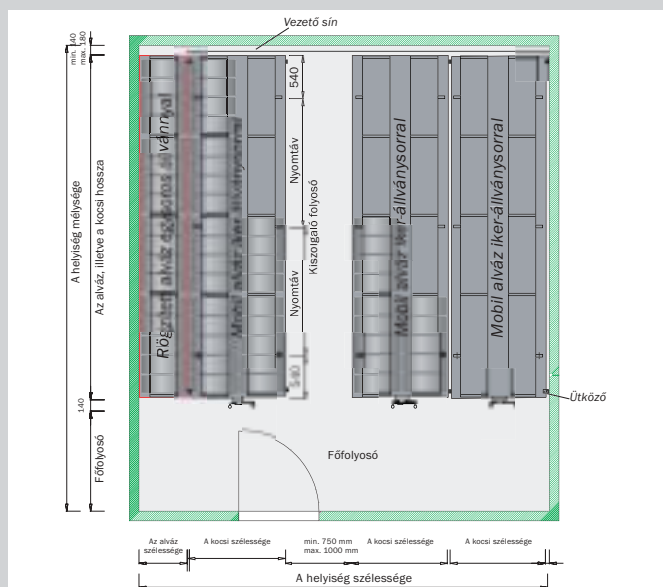 Vezető sín
min. 140
max. 180
540
Nyomtáv
Nyomtáv
540
Kiszolgáló folyosó
A helyiség mélysége
Az alváz, illetve a kocsi hossza
Rögzített alváz egysoros állvánnyal
Mobil alváz iker-állványsorral
Mobil alváz iker-állványsorral
Mobil alváz iker-állványsorral
140
Főfolyosó
Ütköző
Főfolyosó
Az alváz
szélessége
A kocsi szélessége
min. 750 mm
max. 1000 mm
A kocsi szélessége
A kocsi szélessége
A helyiség szélessége